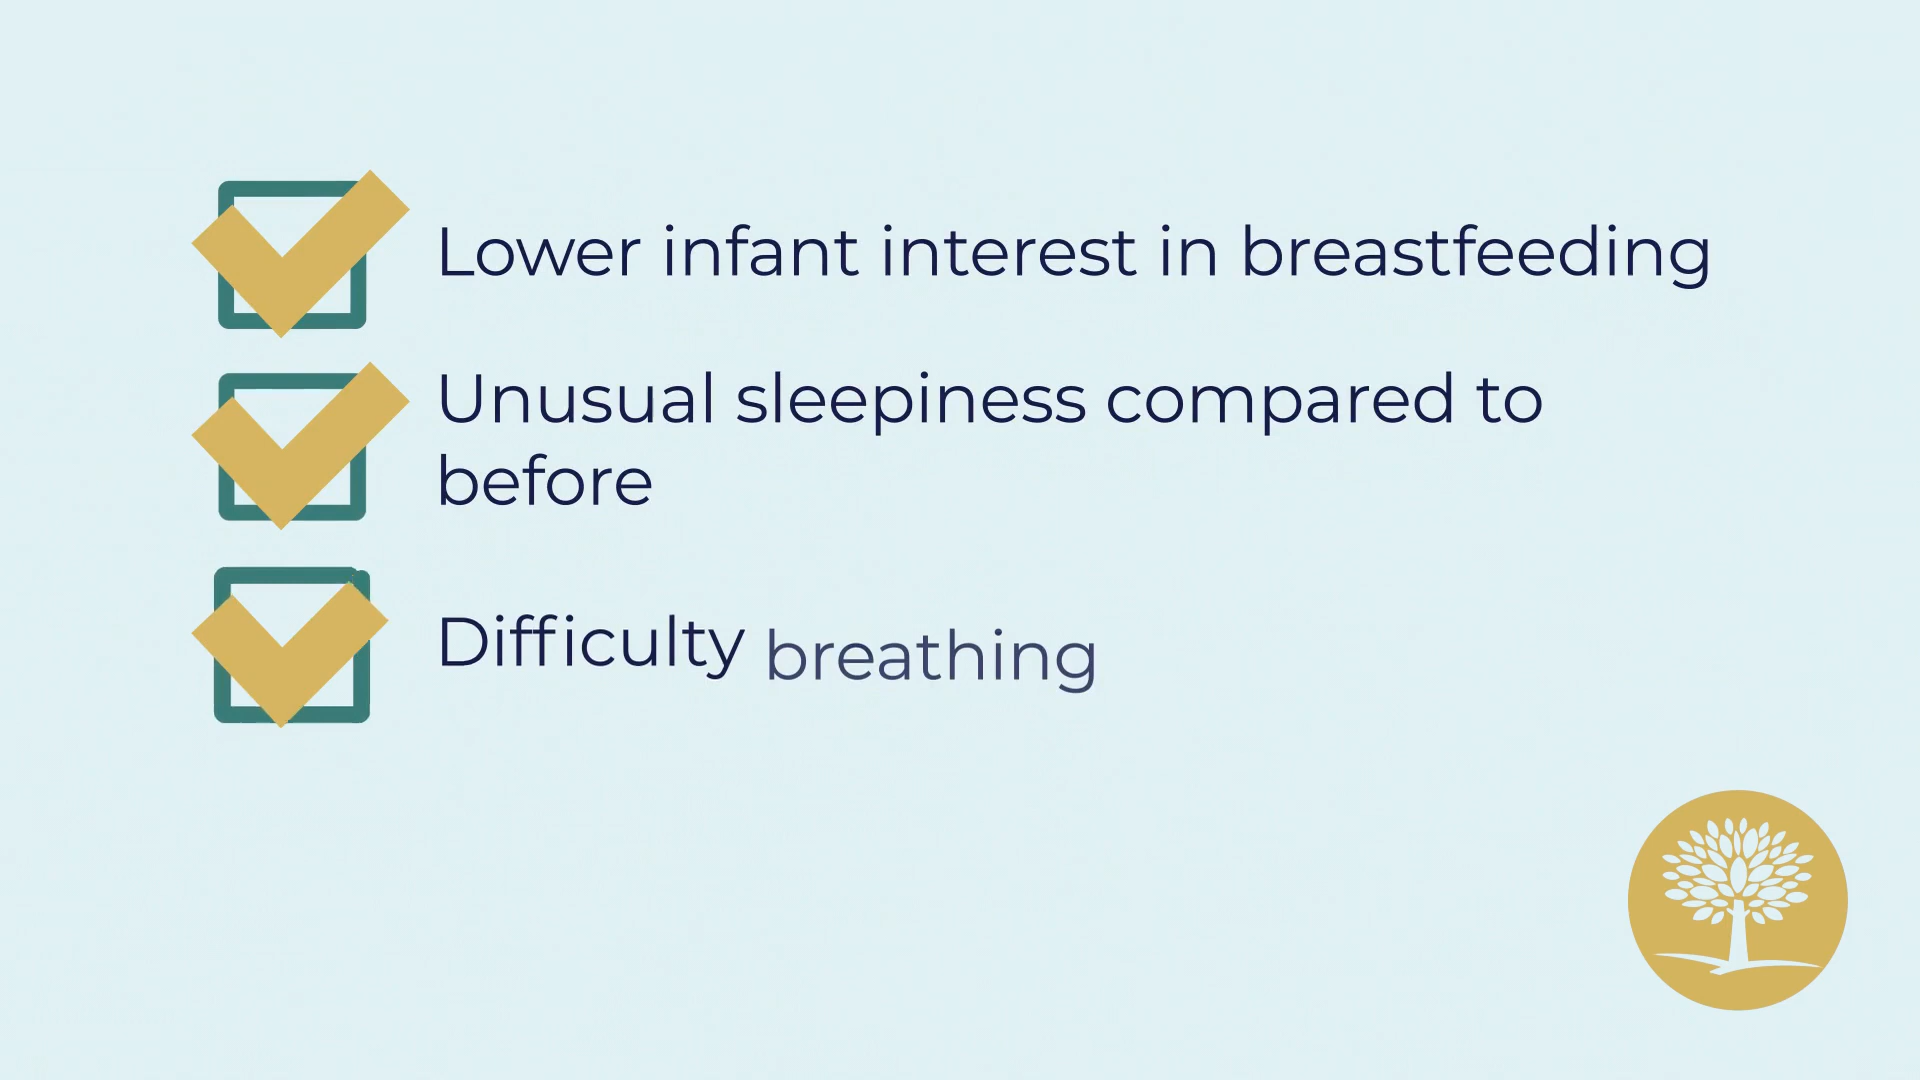 Lower infant interest in breastfeeding
Unusual sleepiness compared to
before
Difficulty breathing